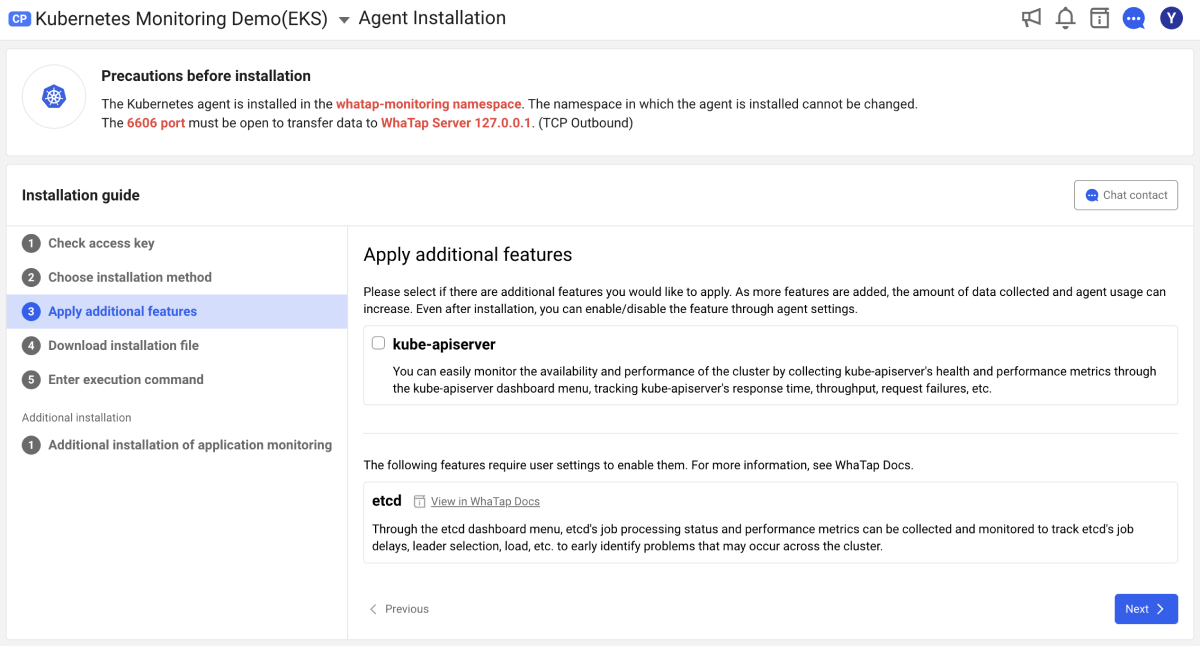 CP Kubernetes Monitoring Demo(EKS) Agent Installation
Y
Precautions before installation
The Kubernetes agent is installed in the whatap-monitoring namespace. The namespace in which the agent is installed cannot be changed.
The 6606 port must be open to transfer data to WhaTap Server 127.0.0.1. (TCP Outbound)
Installation guide
Chat contact
1 Check access key
2 Choose installation method
3 Apply additional features
4 Download installation file
5 Enter execution command
Additional installation
1 Additional installation of application monitoring
Apply additional features
Please select if there are additional features you would like to apply. As more features are added, the amount of data collected and agent usage can
increase. Even after installation, you can enable/disable the feature through agent settings.
kube-apiserver
You can easily monitor the availability and performance of the cluster by collecting kube-apiserver's health and performance metrics through
the kube-apiserver dashboard menu, tracking kube-apiserver's response time, throughput, request failures, etc.
The following features require user settings to enable them. For more information, see WhaTap Docs.
etcd View in WhaTap Docs
Through the etcd dashboard menu, etcd's job processing status and performance metrics can be collected and monitored to track etcd's job
delays, leader selection, load, etc. to early identify problems that may occur across the cluster.
Previous
Next